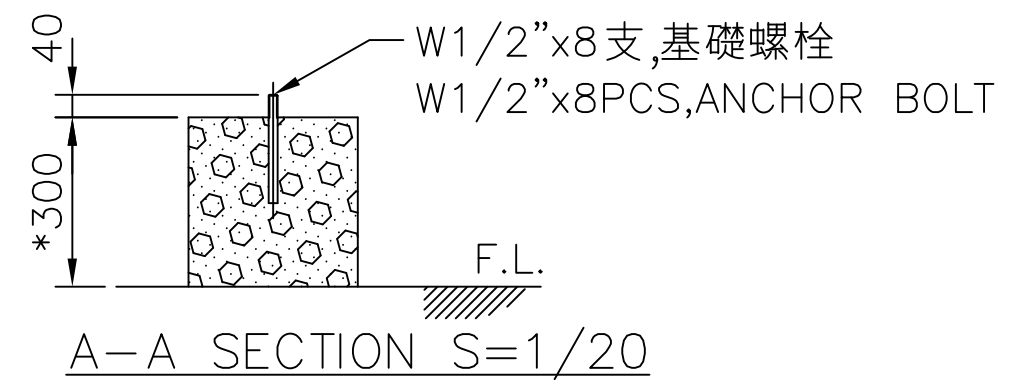 40
W1/2”x8支,基礎螺栓
W1/2”x8PCS,ANCHOR BOLT
*300
F.L.
A-A SECTION S=1/20